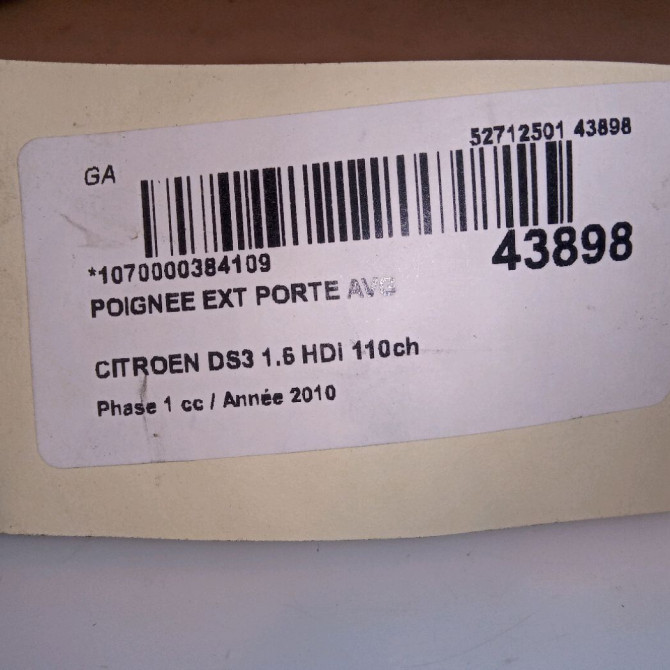 52712501 43898
GA
*1070000384109
43898
POIGNEE EXT PORTE AVG
CITROEN DS3 1.6 HDi 110ch
Phase 1 cc / Année 2010